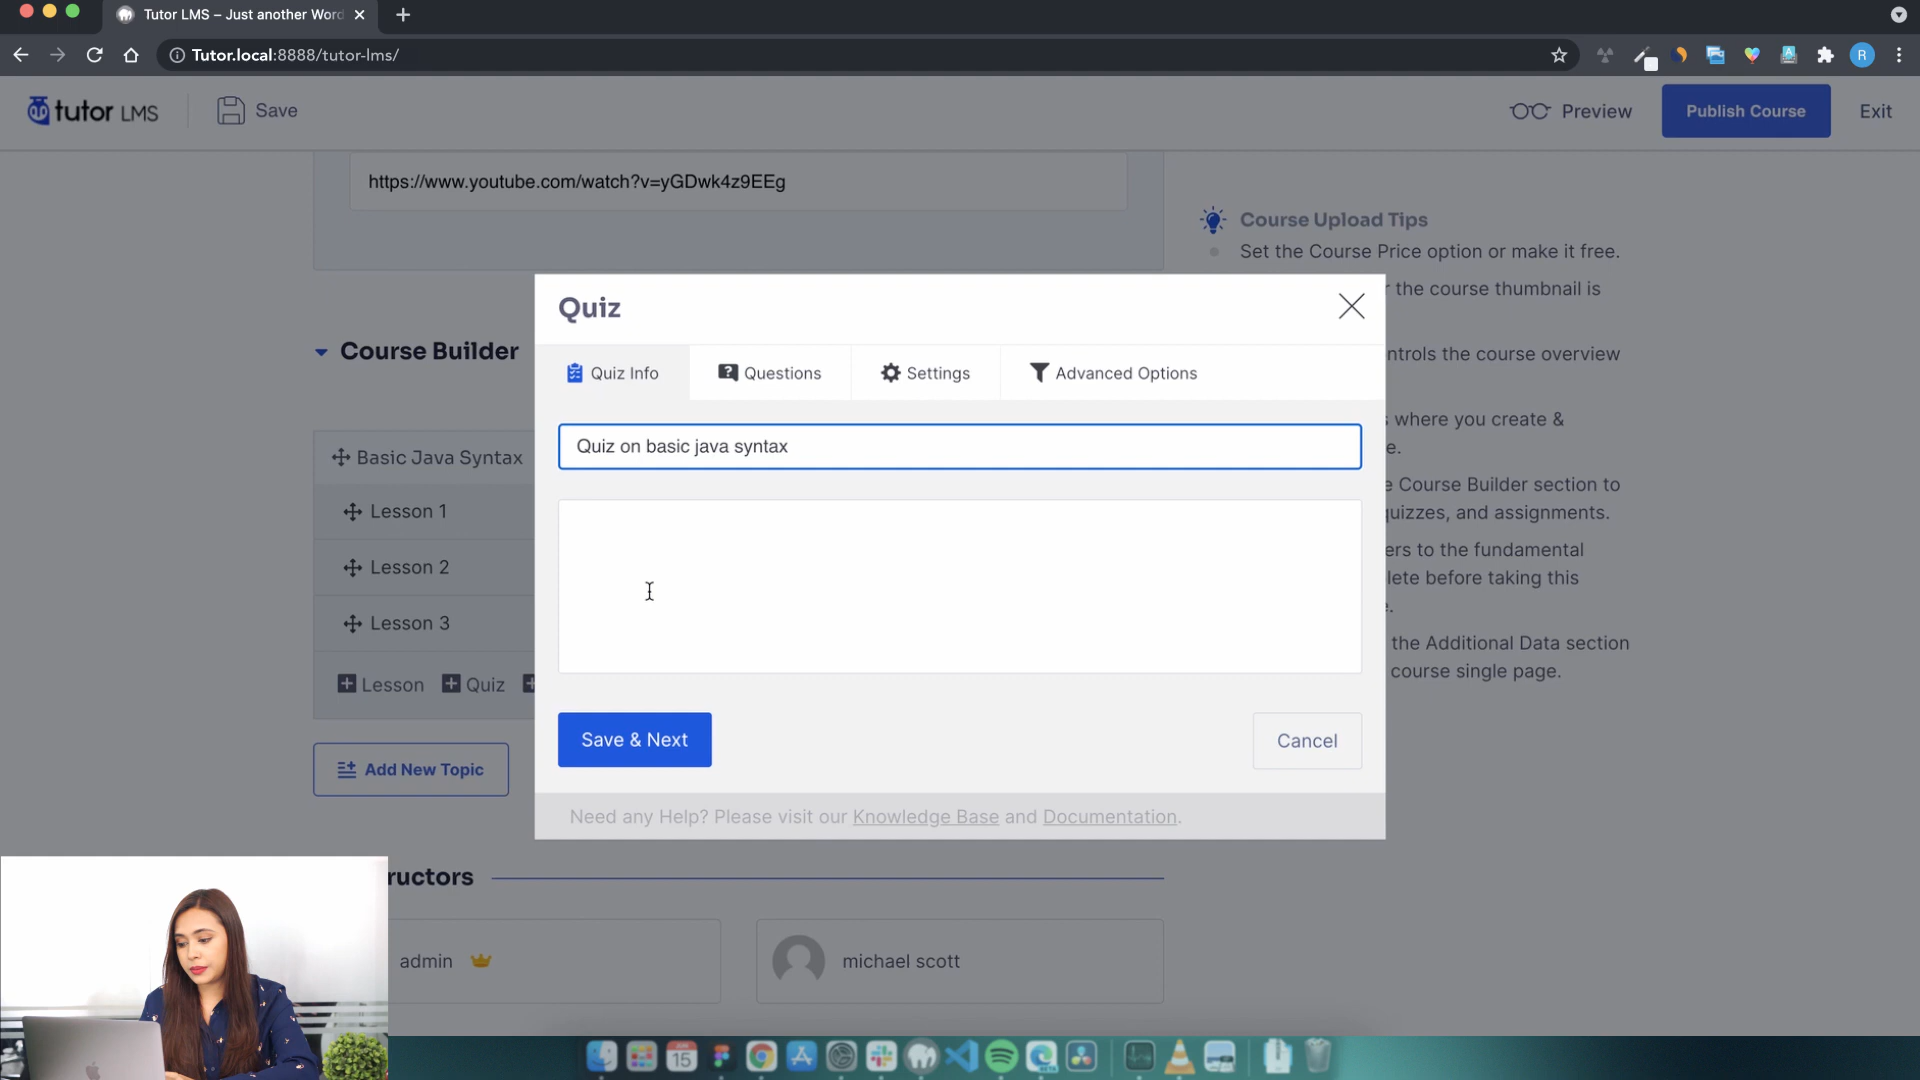 Tutor LMS – Just another Word
Tutor.local:8888/tutor-lms/
R
tutor LMS
Save
Preview
Publish Course
Exit
https://www.youtube.com/watch?v=yGDwk4z9EEg
Course Upload Tips
Set the Course Price option or make it free.
r the course thumbnail is
ntrols the course overview
s where you create &
e.
e Course Builder section to
quizzes, and assignments.
ers to the fundamental
lete before taking this
e.
the Additional Data section
course single page.
Course Builder
Basic Java Syntax
Lesson 1
Lesson 2
Lesson 3
Lesson
Quiz
Add New Topic
Quiz
Quiz Info
Questions
Settings
Advanced Options
Quiz on basic java syntax
Save & Next
Cancel
Need any Help? Please visit our Knowledge Base and Documentation.
ructors
admin
michael scott
JUN
15